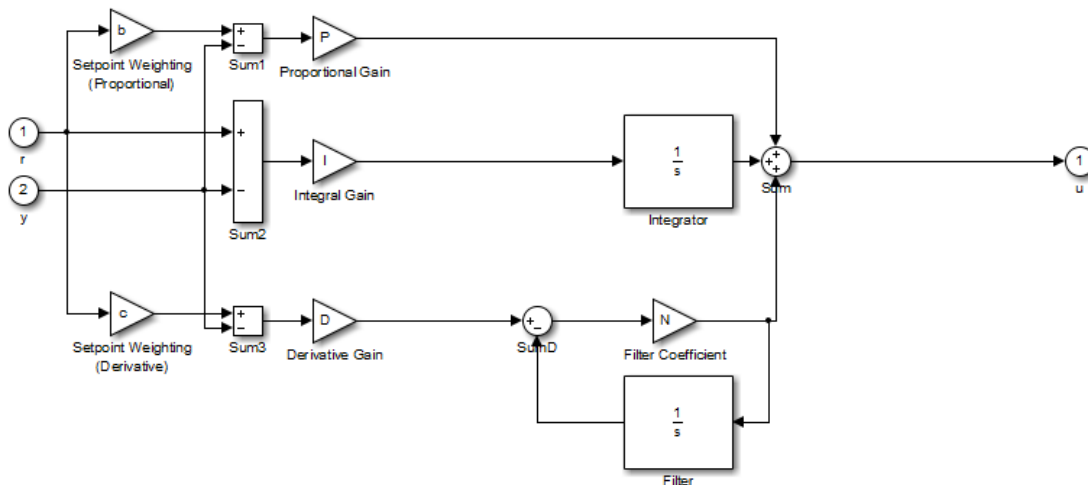 b
+
−
P
Sum1
Setpoint Weighting
(Proportional)
Proportional Gain
1
r
+
I
1
s
+
+
+
1
2
y
−
Integral Gain
Sum
u
Integrator
Sum2
c
+
−
D
+
−
N
Sum3
SumD
Setpoint Weighting
(Derivative)
Derivative Gain
Filter Coefficient
1
s
Filter